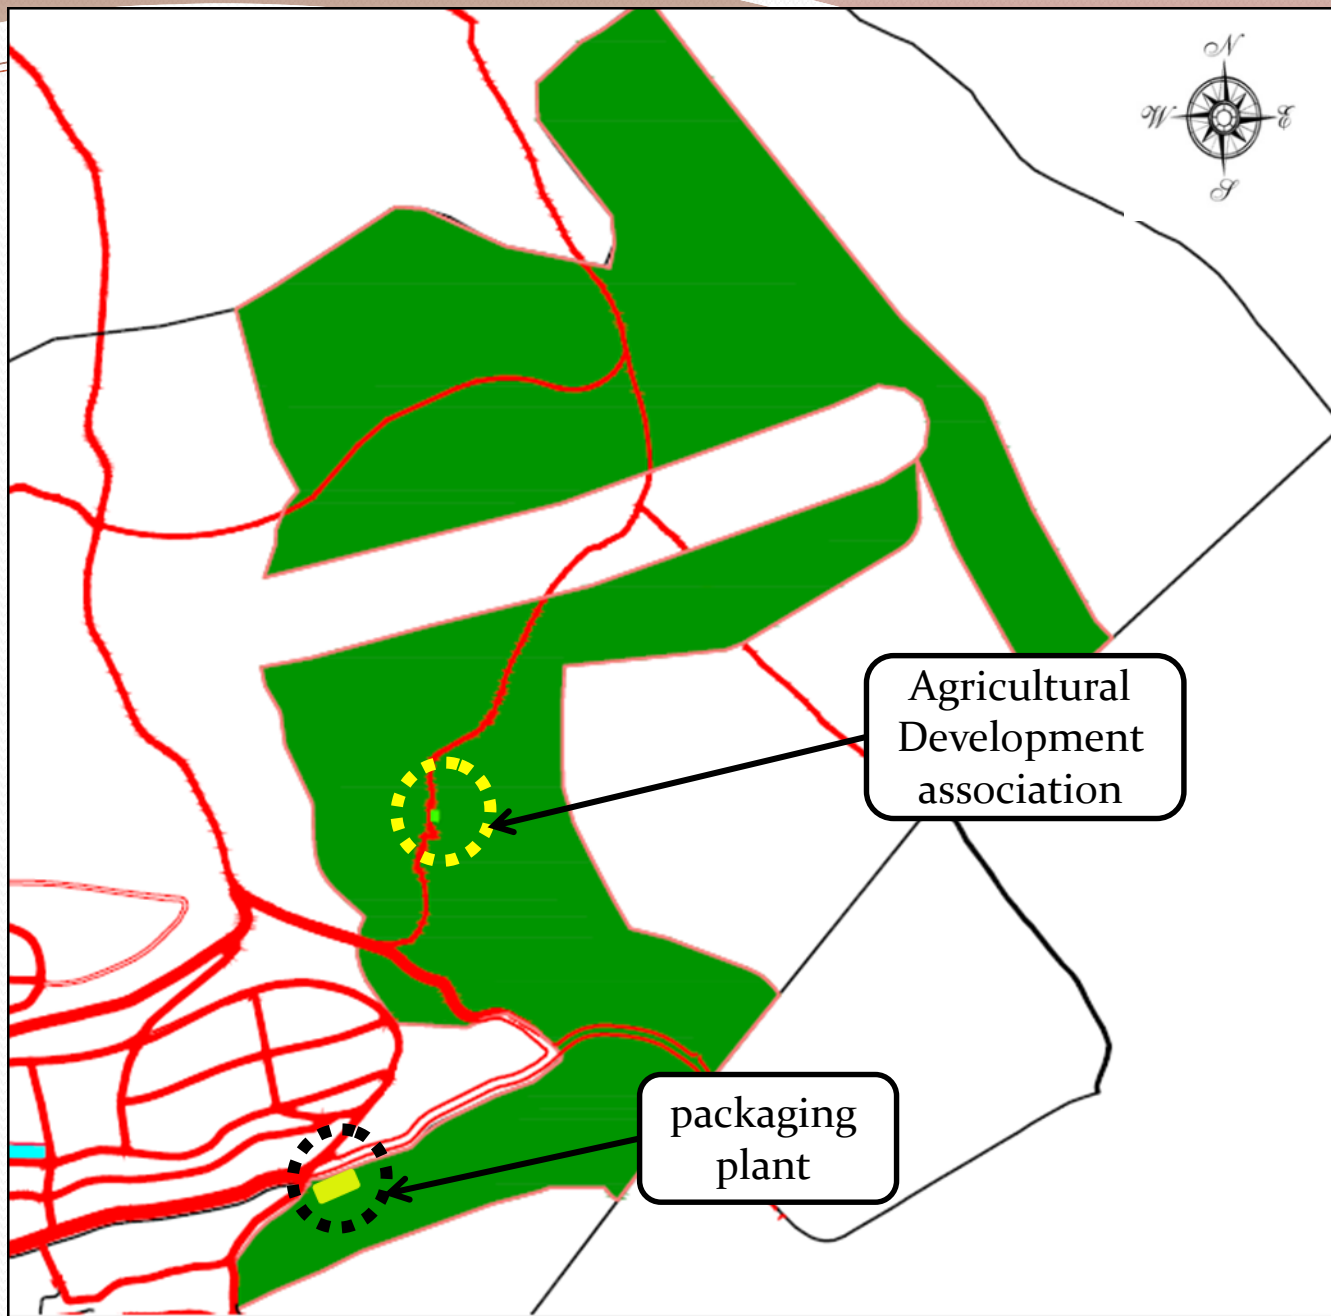 N
W E
S
Agricultural
Development
association
packaging
plant